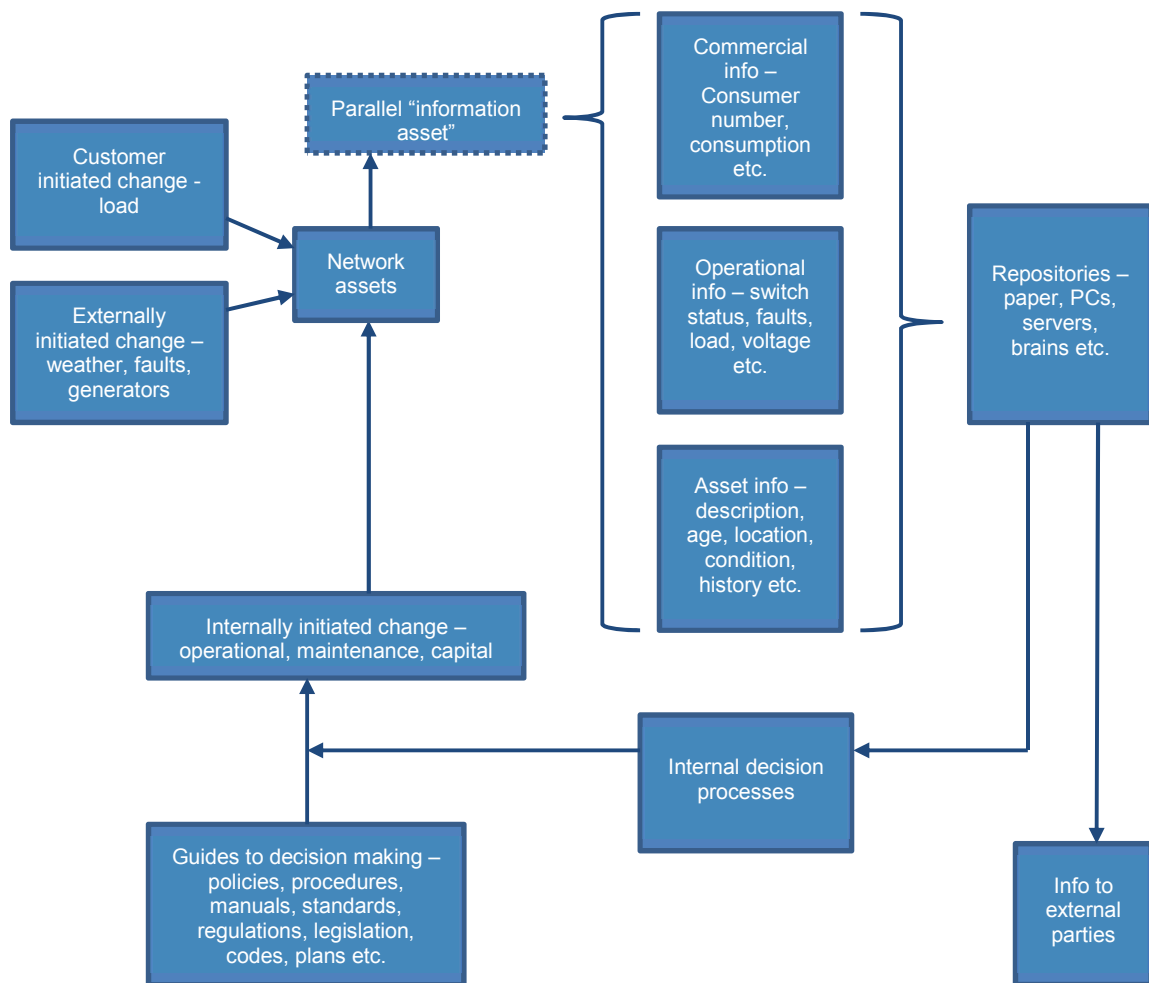 Commercial
info –
Consumer
number,
consumption
etc.
Parallel “information
asset”
Customer
initiated change -
load
Network
assets
Operational
info – switch
status, faults,
load, voltage
etc.
Repositories –
paper, PCs,
servers,
brains etc.
Externally
initiated change –
weather, faults,
generators
Asset info –
description,
age, location,
condition,
history etc.
Internally initiated change –
operational, maintenance, capital
Internal decision
processes
Guides to decision making –
policies, procedures,
manuals, standards,
regulations, legislation,
codes, plans etc.
Info to
external
parties